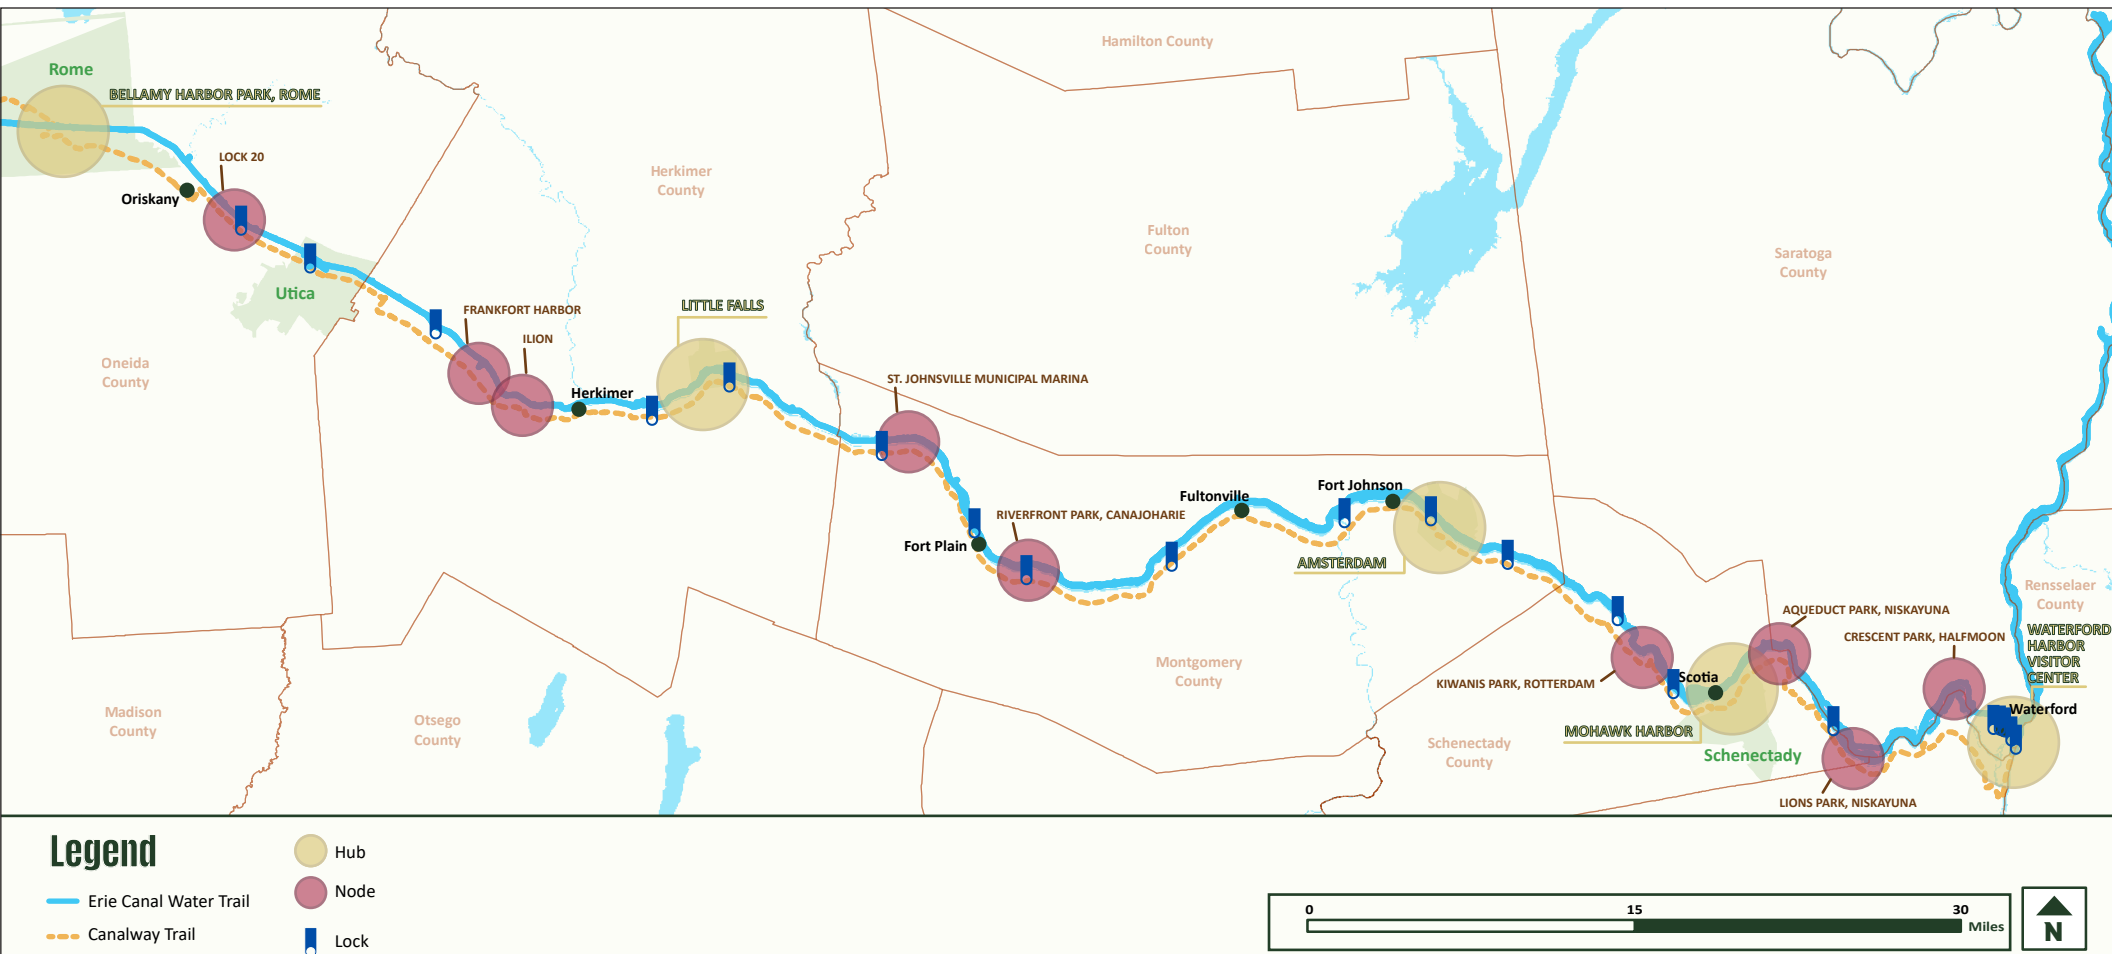 Hamilton County
Rome
BELLAMY HARBOR PARK, ROME
LOCK 20
Herkimer
County
Oriskany
Fulton
County
Saratoga
County
Utica
LITTLE FALLS
FRANKFORT HARBOR
ILION
Oneida
County
ST. JOHNSVILLE MUNICIPAL MARINA
Herkimer
Fort Johnson
Fultonville
RIVERFRONT PARK, CANAJOHARIE
Fort Plain
AMSTERDAM
Rensselaer
County
AQUEDUCT PARK, NISKAYUNA
WATERFORD
HARBOR
VISITOR
CENTER
CRESCENT PARK, HALFMOON
Montgomery
County
Scotia
KIWANIS PARK, ROTTERDAM
Madison
County
Otsego
County
Waterford
MOHAWK HARBOR
Schenectady
County
Schenectady
LIONS PARK, NISKAYUNA
Legend
Hub
Node
Erie Canal Water Trail
Canalway Trail
Lock
0 15 30
Miles
N